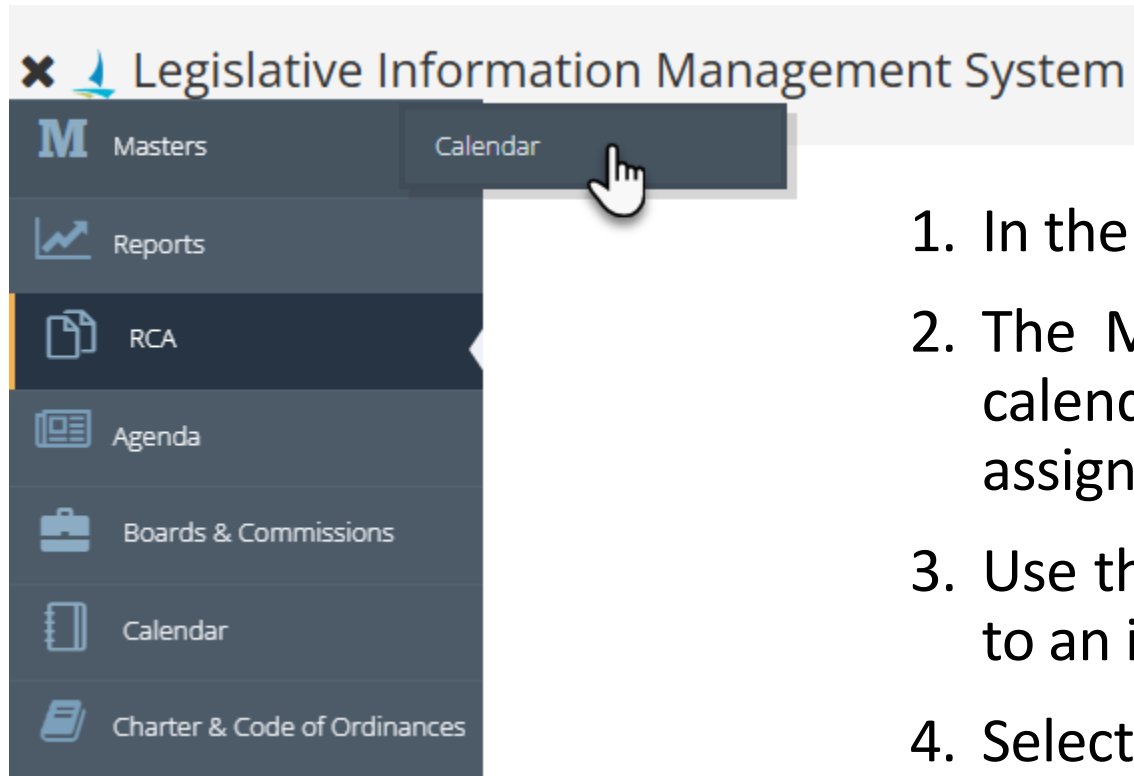 Legislative Information Management System
M Masters
Calendar
Reports
RCA
Agenda
Boards & Commissions
Calendar
Charter & Code of Ordinances
1. In the
2. The M
calend
assign
3. Use th
to an i
4. Select